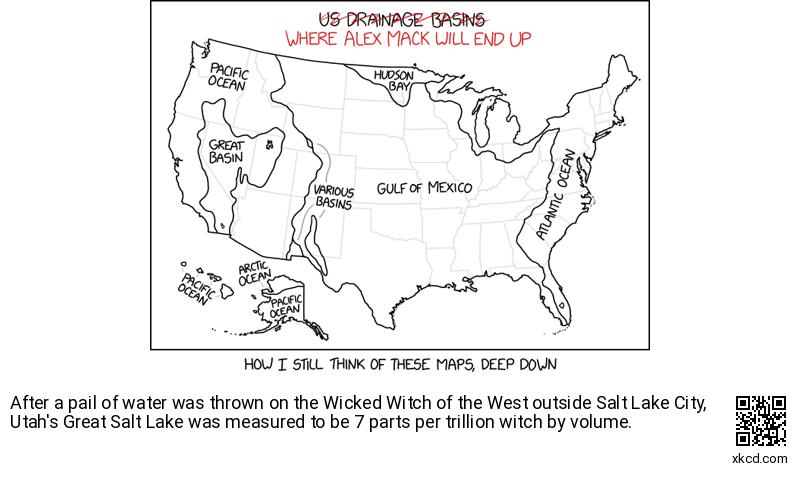 US DRAINAGE BASINS
WHERE ALEX MACK WILL END UP
PACIFIC
OCEAN
HUDSON
BAY
GREAT
BASIN
VARIOUS
BASINS
GULF OF MEXICO
ATLANTIC OCEAN
ARCTIC
OCEAN
PACIFIC
OCEAN
PACIFIC
OCEAN
HOW I STILL THINK OF THESE MAPS, DEEP DOWN
After a pail of water was thrown on the Wicked Witch of the West outside Salt Lake City,
Utah's Great Salt Lake was measured to be 7 parts per trillion witch by volume.
xkcd.com